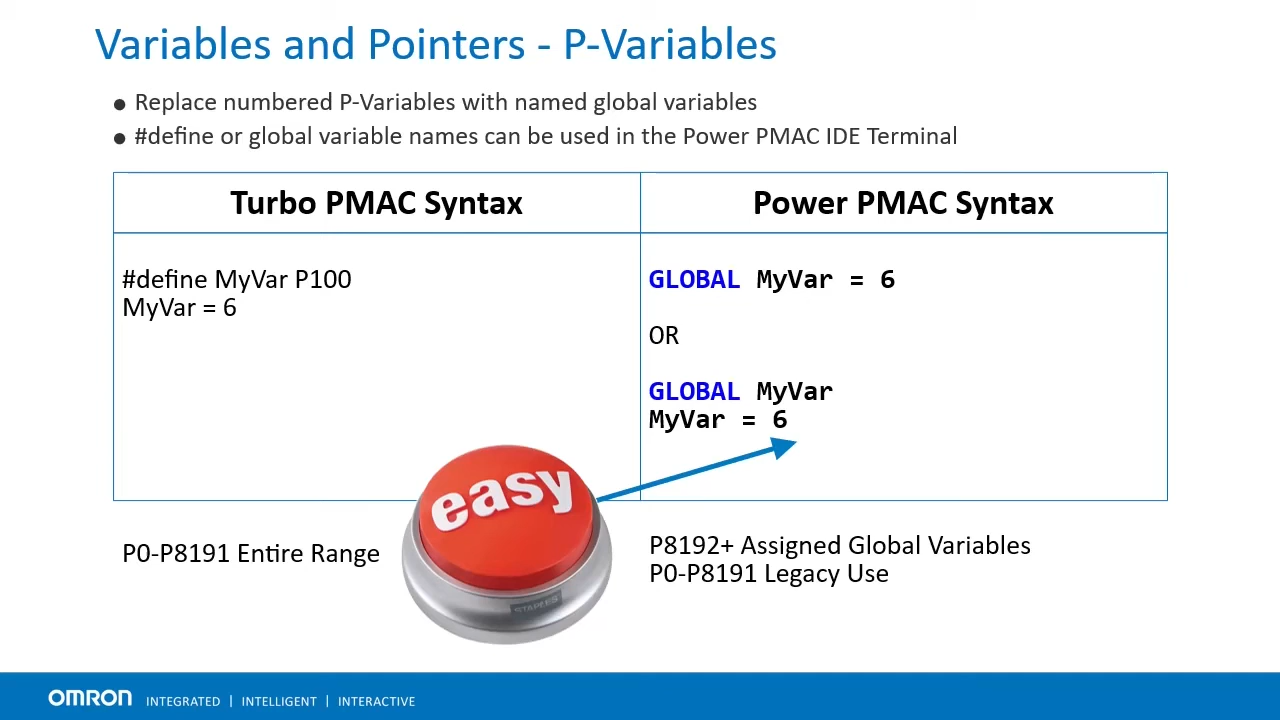 Variables and Pointers - P-Variables
● Replace numbered P-Variables with named global variables
● #define or global variable names can be used in the Power PMAC IDE Terminal
Turbo PMAC Syntax
Power PMAC Syntax
#define MyVar P100
MyVar = 6
GLOBAL MyVar = 6
OR
GLOBAL MyVar
MyVar = 6
easy
STAPLES
P0-P8191 Entire Range
P8192+ Assigned Global Variables
P0-P8191 Legacy Use
OMRON INTEGRATED | INTELLIGENT | INTERACTIVE